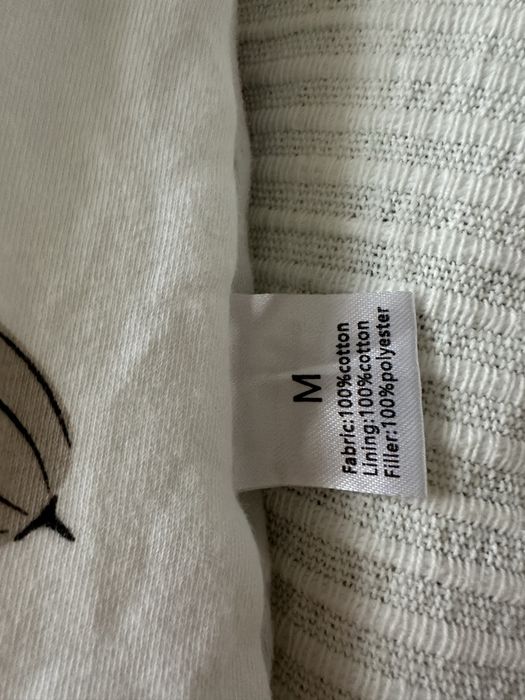 M
Fabric:100%cotton
Lining:100%cotton
Filler:100%polyester